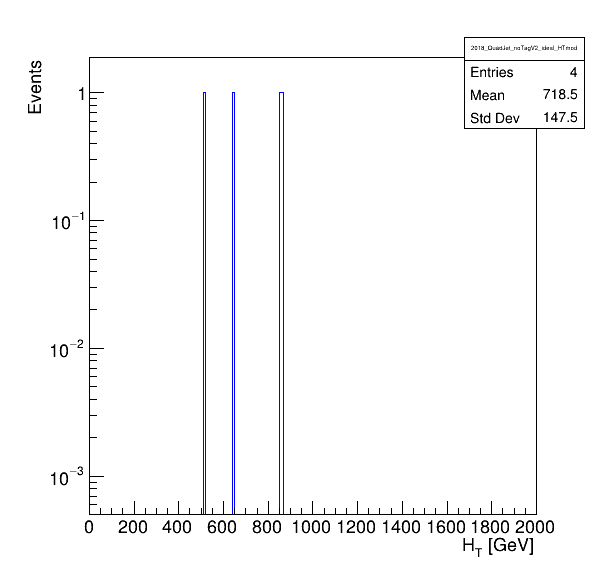 2018_QuadJet_noTagV2_ideal_HTmod
Entries 4
Mean 718.5
Std Dev 147.5
Events
1
10⁻¹
10⁻²
10⁻³
0 200 400 600 800 1000 1200 1400 1600 1800 2000
H_T [GeV]